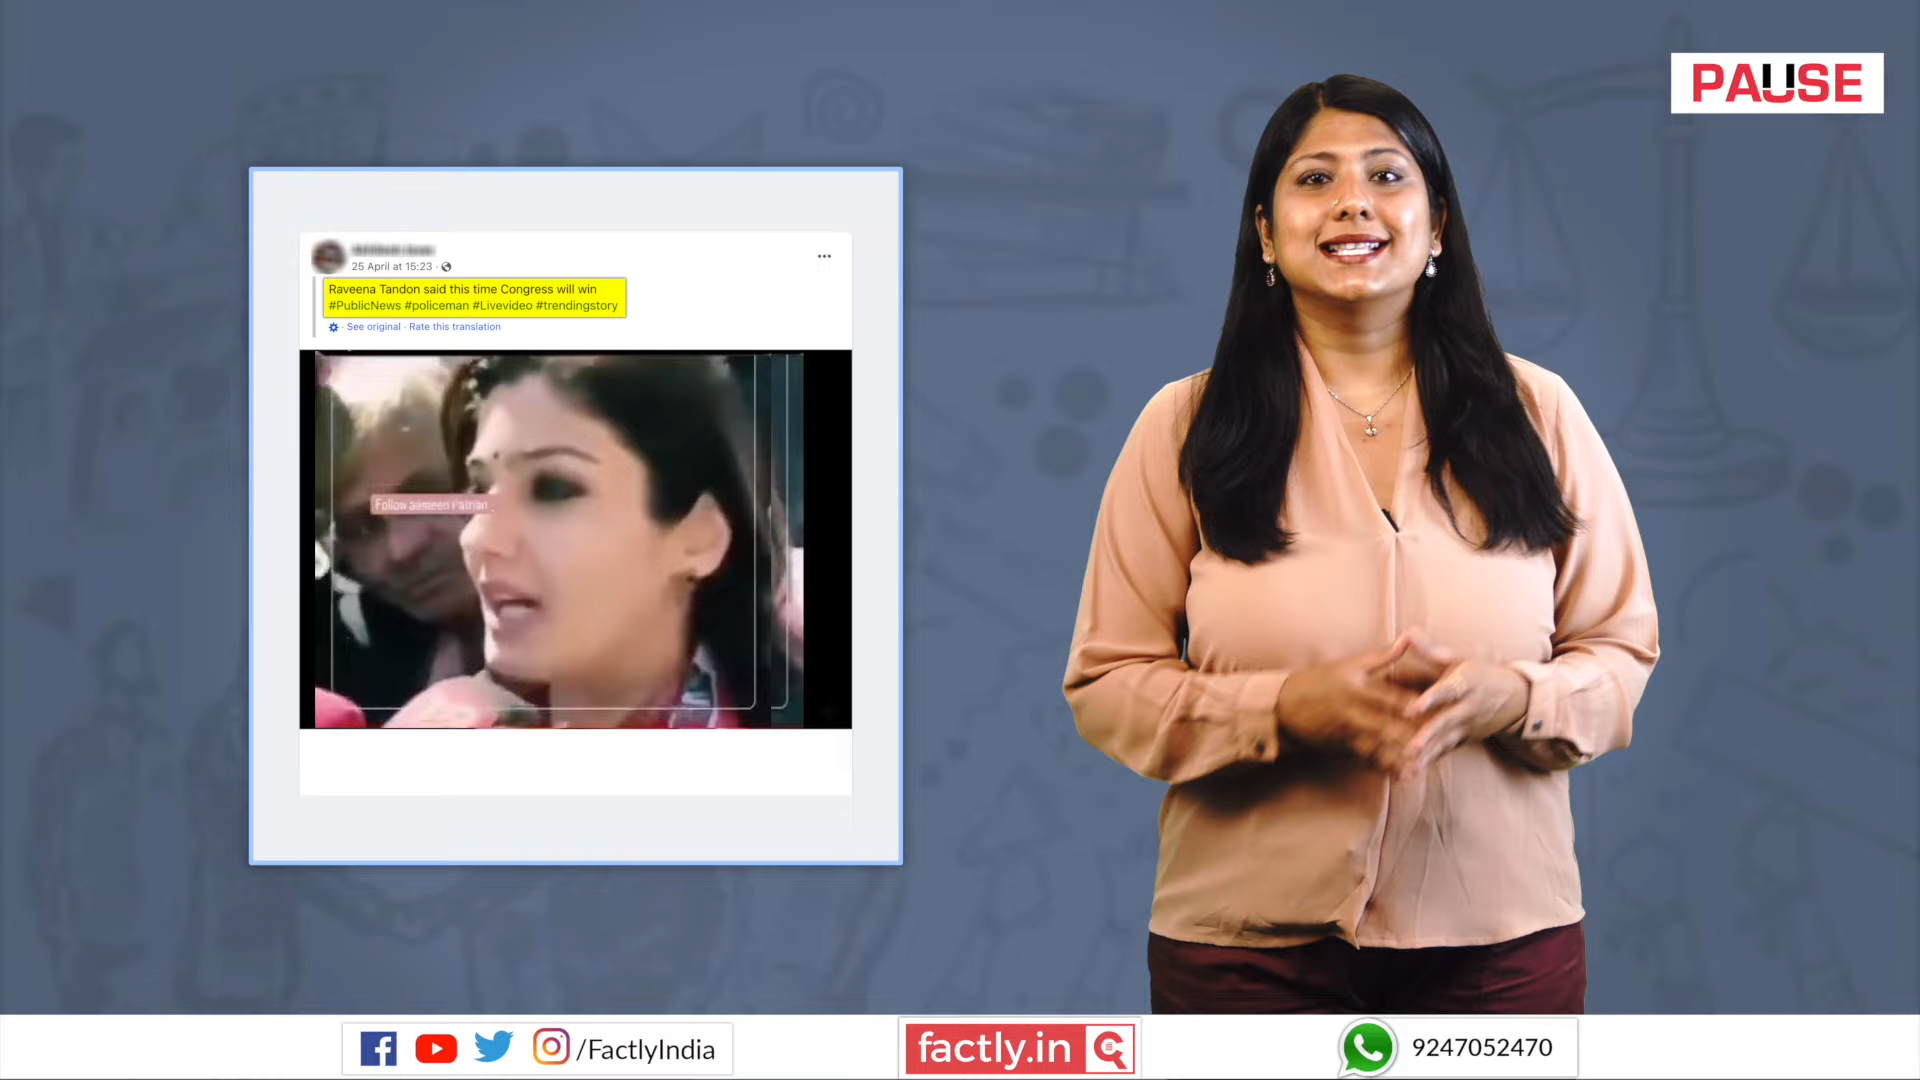 PAUSE
25 April at 15:23 ·
Raveena Tandon said this time Congress will win
#PublicNews #policeman #Livevideo #trendingstory
· See original · Rate this translation
Follow
/FactlyIndia
factly.in
9247052470